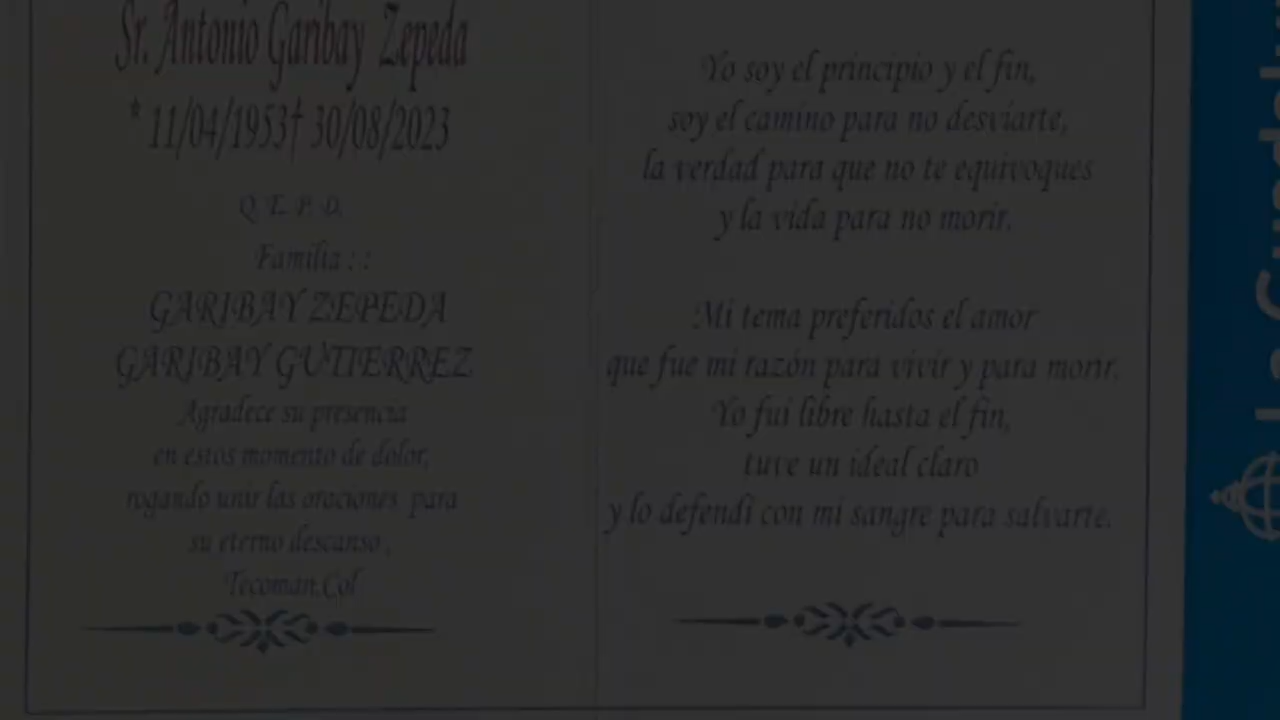 Sr. Antonio Garibay Zepeda
* 11/04/1953† 30/08/2023
Q. E. P. D.
Familia : :
GARIBAY ZEPEDA
GARIBAY GUTIERREZ
Agradece su presencia
en estos momento de dolor,
rogando unir las oraciones para
su eterno descanso .
Tecoman,Col
Yo soy el principio y el fin,
soy el camino para no desviarte,
la verdad para que no te equivoques
y la vida para no morir.
Mi tema preferidos el amor
que fue mi razón para vivir y para morir.
Yo fui libre hasta el fin,
tuve un ideal claro
y lo defendí con mi sangre para salvarte.